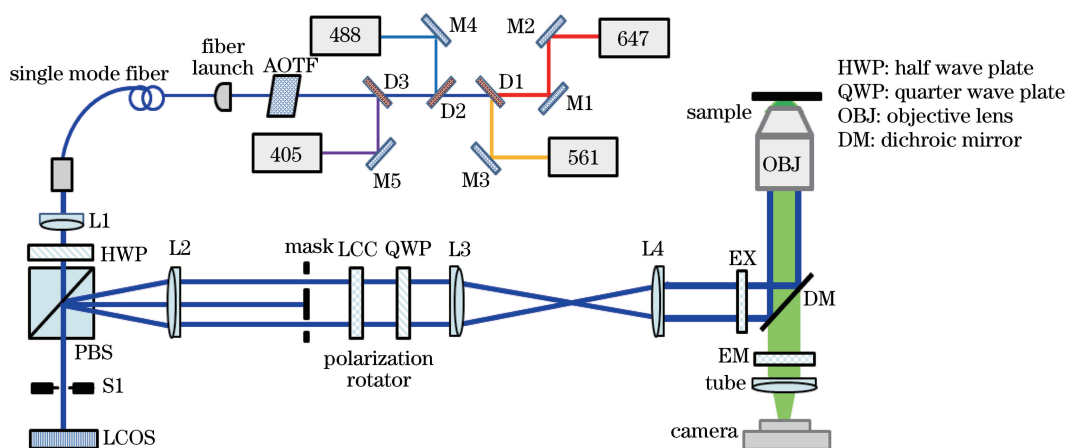 488
M4
M2
647
fiber
launch
AOTF
single mode fiber
D3
D2
D1
M1
405
M5
M3
561
HWP: half wave plate
QWP: quarter wave plate
OBJ: objective lens
DM: dichroic mirror
sample
OBJ
L1
HWP
L2
mask
LCC
QWP
L3
L4
EX
DM
PBS
polarization
rotator
EM
tube
S1
LCOS
camera